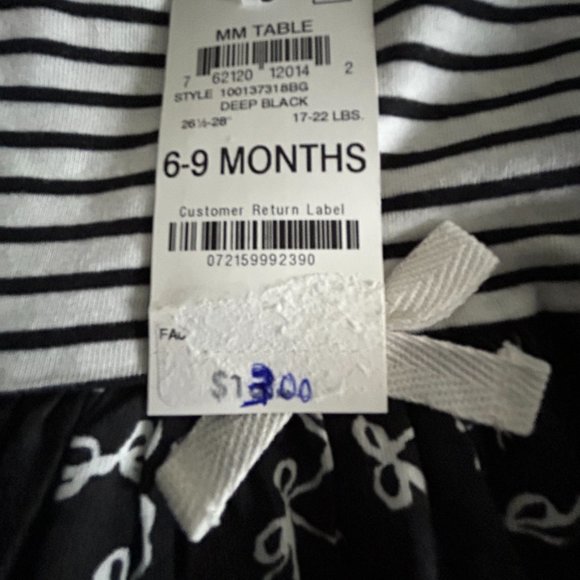 MM TABLE
7 62120 12014 2
STYLE 100137318BG
DEEP BLACK
26½-28" 17-22 LBS.
6-9 MONTHS
Customer Return Label
072159992390